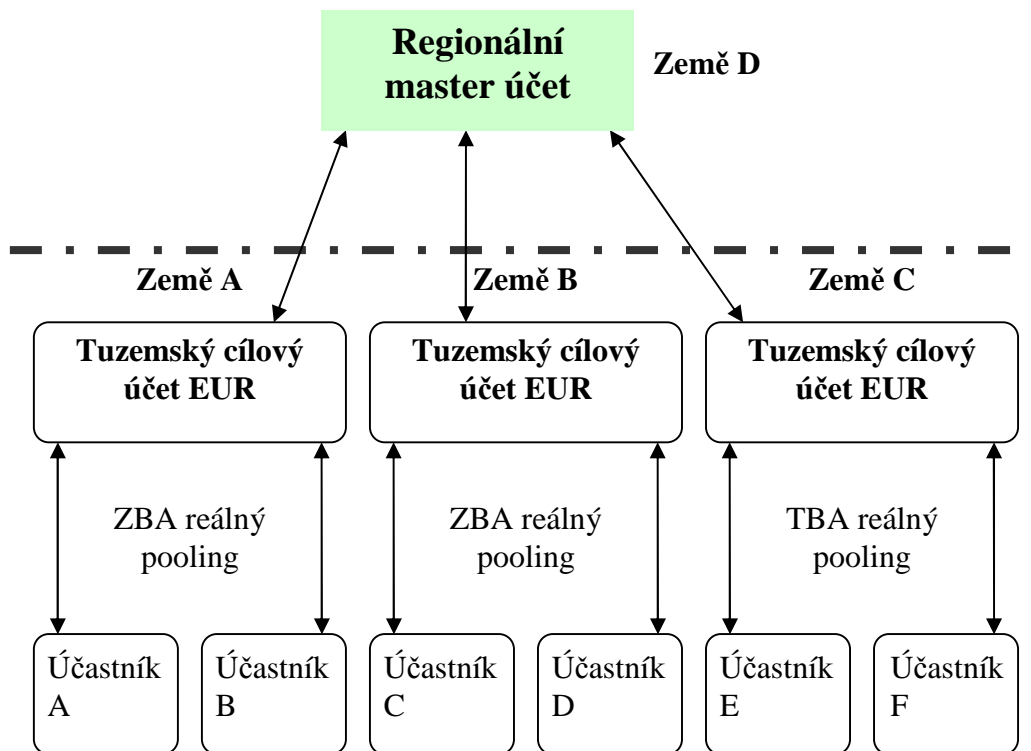 Regionální
master účet
Země D
Země A
Země B
Země C
Tuzemský cílový
účet EUR
Tuzemský cílový
účet EUR
Tuzemský cílový
účet EUR
ZBA reálný
pooling
ZBA reálný
pooling
TBA reálný
pooling
Účastník
A
Účastník
B
Účastník
C
Účastník
D
Účastník
E
Účastník
F